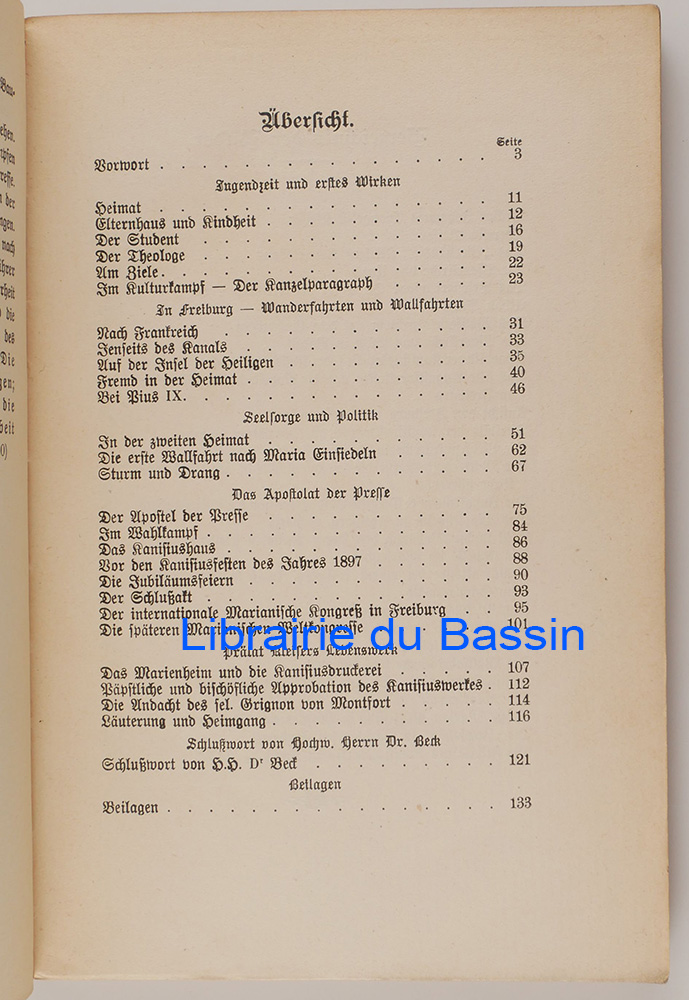 Übersicht.
Seite
Vorwort . . . . . . . . . . . . . . 3
Jugendzeit und erstes Wirken
Heimat . . . . . . . . . . . . . . 11
Elternhaus und Kindheit . . . . . . . . . 12
Der Student . . . . . . . . . . . . 16
Der Theologe . . . . . . . . . . . . 19
Am Ziele . . . . . . . . . . . . . 22
Im Kulturkampf — Der Kanzelparagraph . . . . . 23
In Freiburg — Wanderfahrten und Wallfahrten
Nach Frankreich . . . . . . . . . . . 31
Jenseits des Kanals . . . . . . . . . . 33
Auf der Insel der Heiligen . . . . . . . . 35
Fremd in der Heimat . . . . . . . . . . 40
Bei Pius IX. . . . . . . . . . . . . 46
Seelsorge und Politik
In der zweiten Heimat . . . . . . . . . 51
Die erste Wallfahrt nach Maria Einsiedeln . . . . 62
Sturm und Drang . . . . . . . . . . . 67
Das Apostolat der Presse
Der Apostel der Presse . . . . . . . . . 75
Im Wahlkampf . . . . . . . . . . . . 84
Das Kanisiushaus . . . . . . . . . . . 86
Vor den Kanisiusfesten des Jahres 1897 . . . . . 88
Die Jubiläumsfeiern . . . . . . . . . . 90
Der Schlußakt . . . . . . . . . . . . 93
Der internationale Marianische Kongreß in Freiburg . . 95
Die späteren Marianischen Weltkongresse . . . . 101
Librairie du Bassin
Prälat Kleisers Lebenswerk
Das Marienheim und die Kanisiusdruckerei . . . . 107
Päpstliche und bischöfliche Approbation des Kanisiuswerkes . 112
Die Andacht des sel. Grignon von Montfort . . . . 114
Läuterung und Heimgang . . . . . . . . . 116
Schlußwort von Hochw. Herrn Dr. Beck
Schlußwort von H.H. Dr Beck . . . . . . . 121
Beilagen
Beilagen . . . . . . . . . . . . . 133